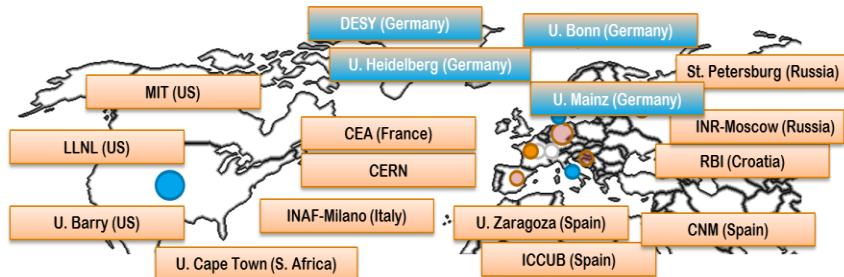 DESY (Germany)
U. Bonn (Germany)
U. Heidelberg (Germany)
St. Petersburg (Russia)
MIT (US)
U. Mainz (Germany)
CEA (France)
INR-Moscow (Russia)
LLNL (US)
CERN
RBI (Croatia)
U. Barry (US)
INAF-Milano (Italy)
U. Zaragoza (Spain)
CNM (Spain)
U. Cape Town (S. Africa)
ICCUB (Spain)